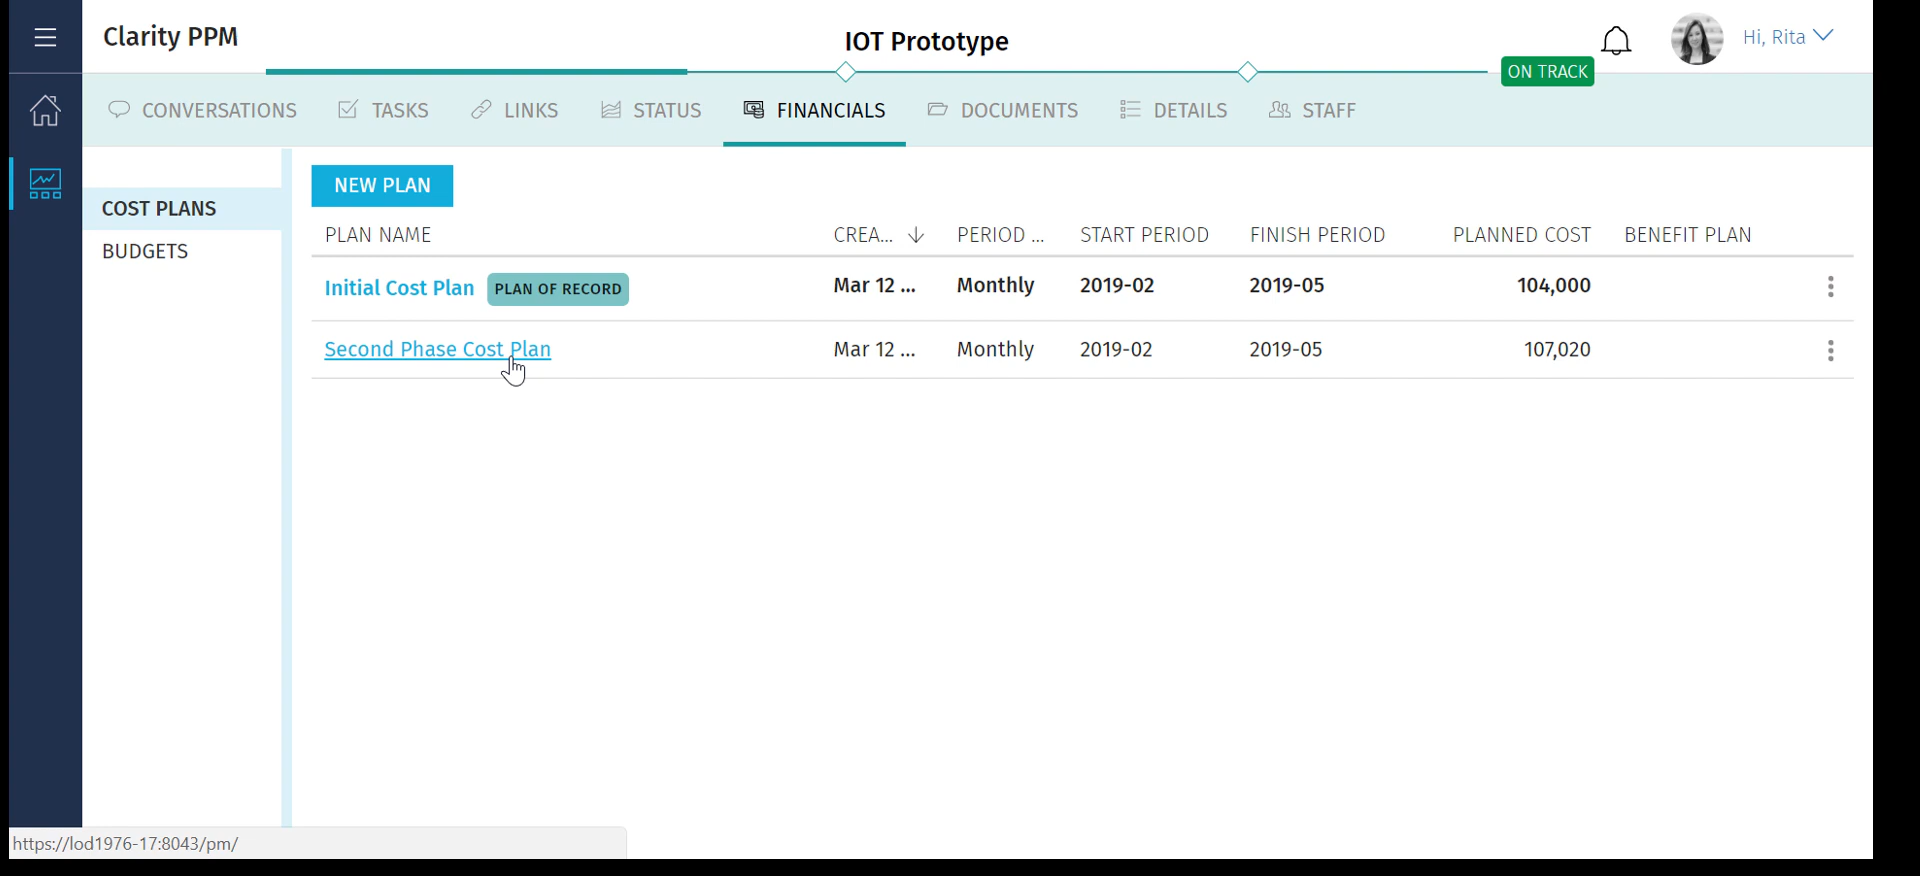 Clarity PPM
IOT Prototype
Hi, Rita
ON TRACK
CONVERSATIONS TASKS LINKS STATUS FINANCIALS DOCUMENTS DETAILS STAFF
COST PLANS
BUDGETS
NEW PLAN
PLAN NAME CREA... PERIOD ... START PERIOD FINISH PERIOD PLANNED COST BENEFIT PLAN
Initial Cost Plan PLAN OF RECORD Mar 12 ... Monthly 2019-02 2019-05 104,000
Second Phase Cost Plan Mar 12 ... Monthly 2019-02 2019-05 107,020
https://lod1976-17:8043/pm/